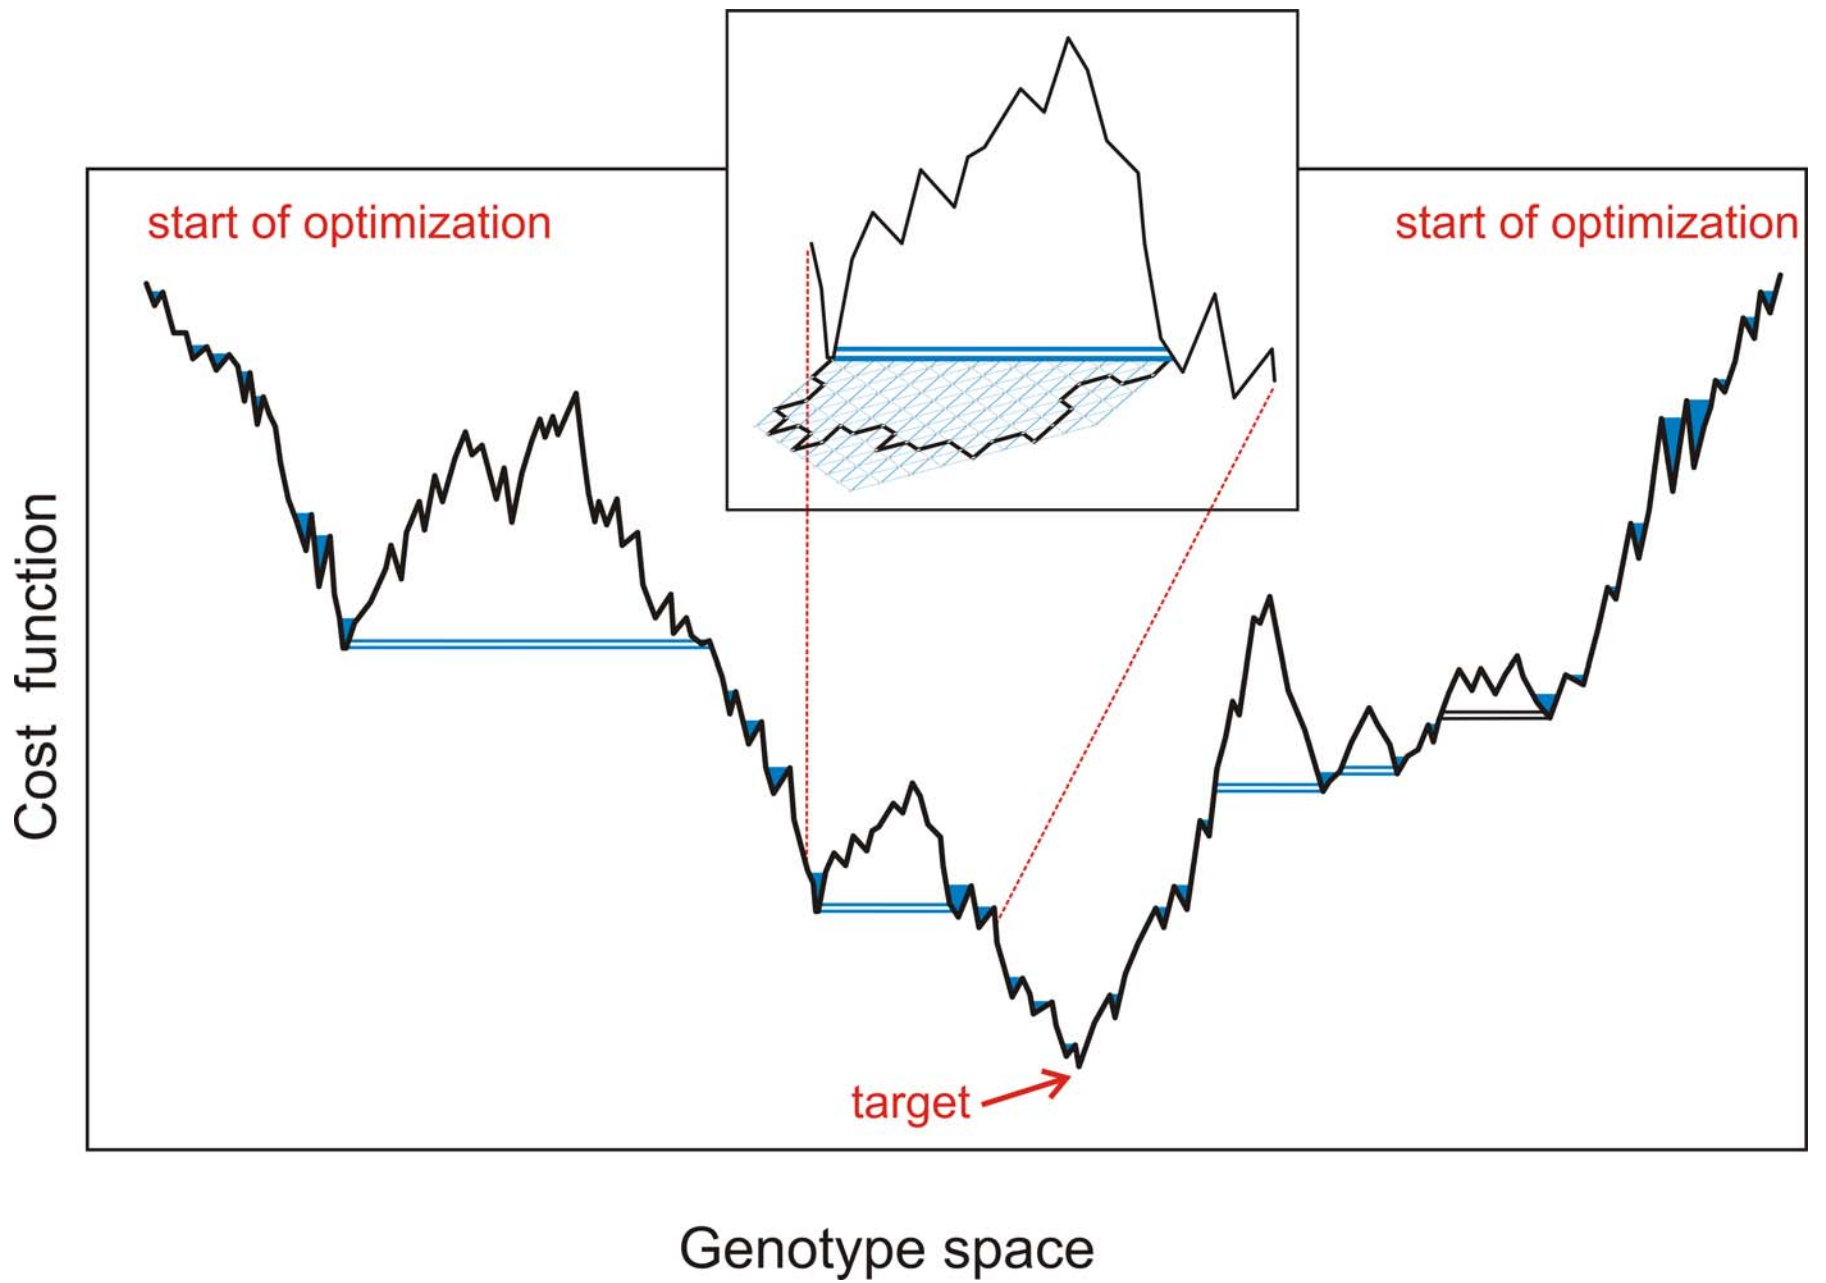 start of optimization
start of optimization
Cost function
target
Genotype space